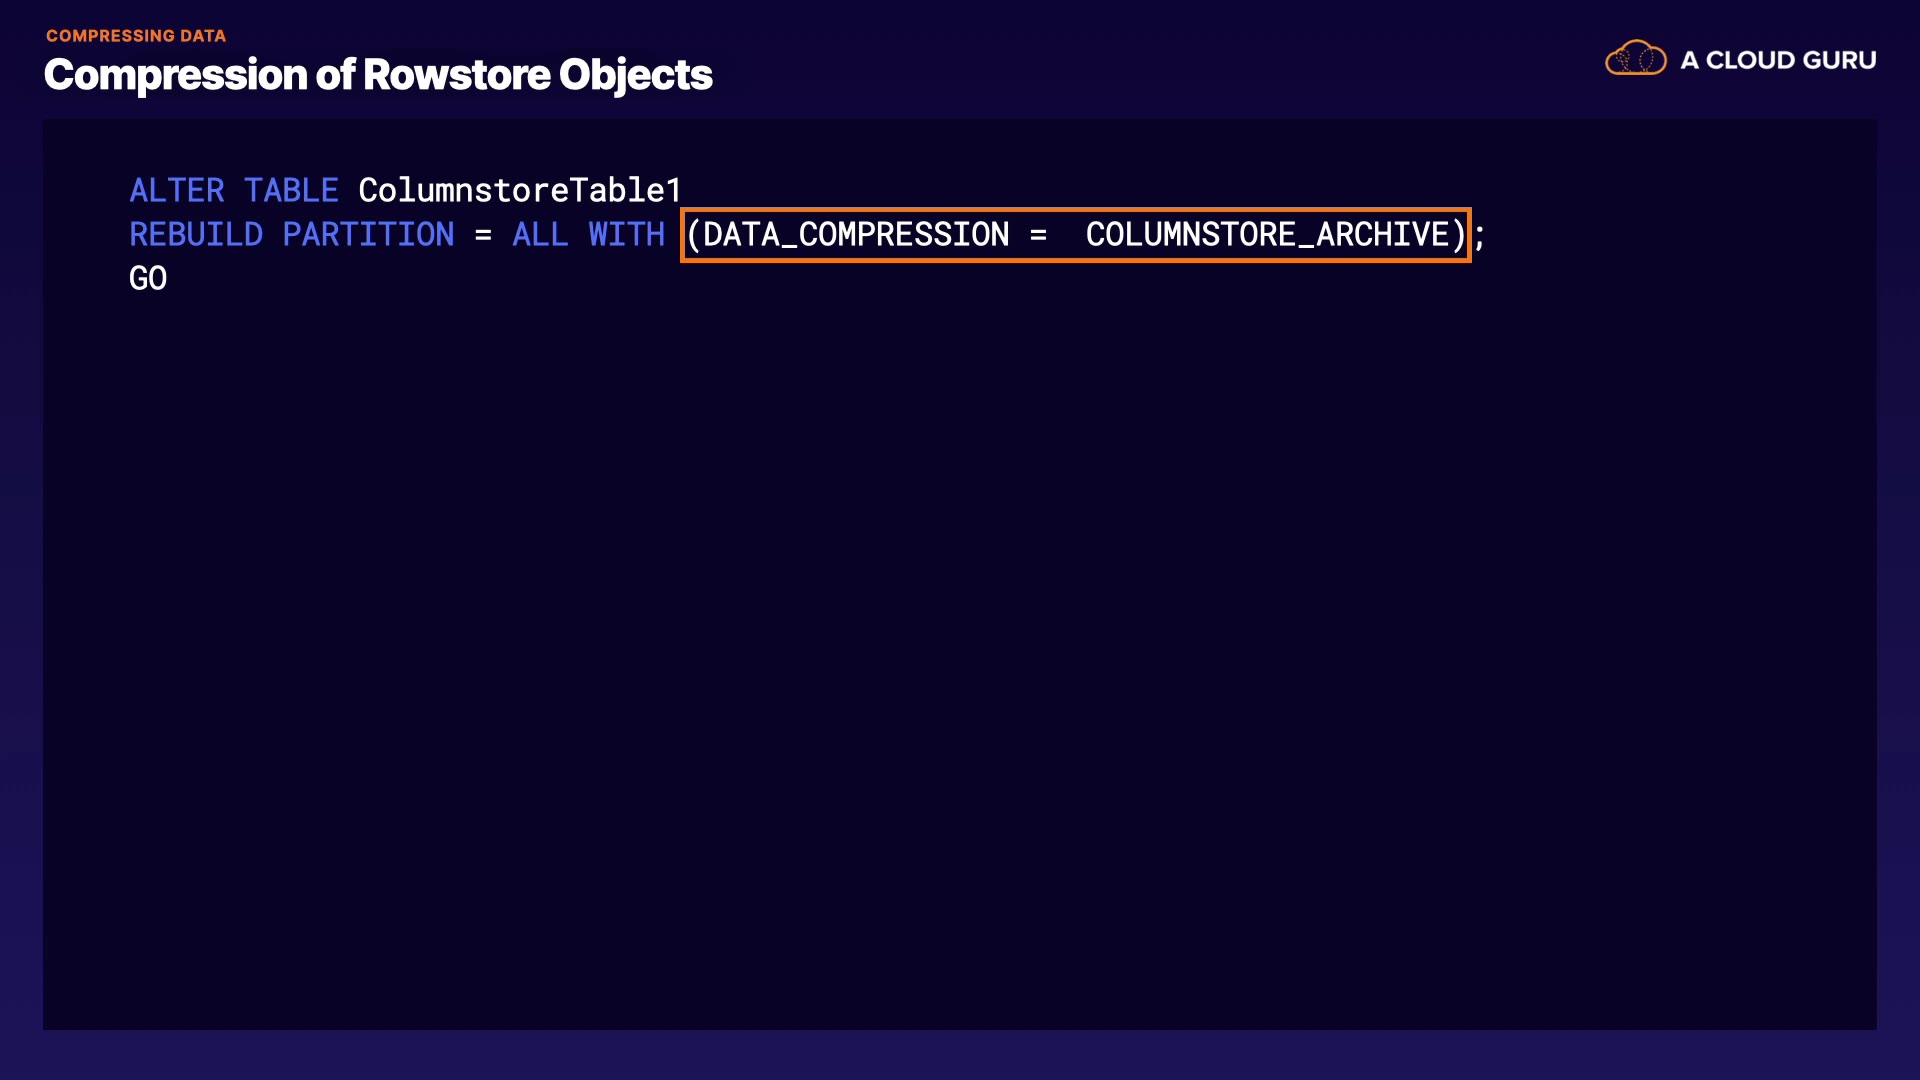 COMPRESSING DATA
Compression of Rowstore Objects
A CLOUD GURU
ALTER TABLE ColumnstoreTable1
REBUILD PARTITION = ALL WITH (DATA_COMPRESSION =  COLUMNSTORE_ARCHIVE);
GO